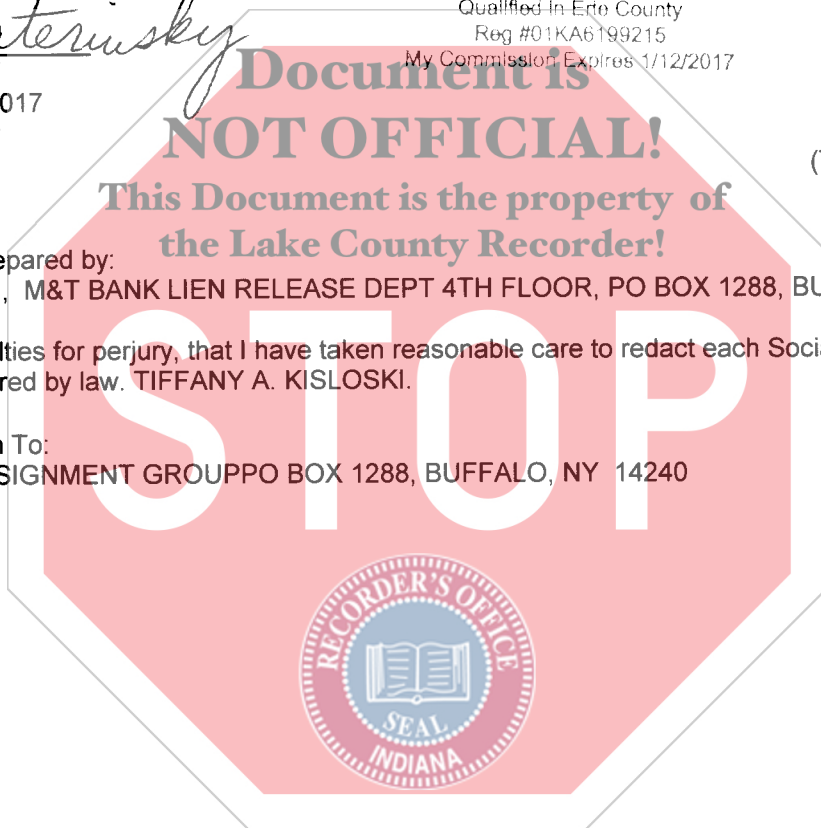 terinsky
Qualified in Erie County
Reg #01KA6199215
My Commission Expires 1/12/2017
017
Document is
NOT OFFICIAL!
This Document is the property of
the Lake County Recorder!
(
epared by:
, M&T BANK LIEN RELEASE DEPT 4TH FLOOR, PO BOX 1288, BU
lties for perjury, that I have taken reasonable care to redact each Soci
red by law. TIFFANY A. KISLOSKI.
To:
SIGNMENT GROUPPO BOX 1288, BUFFALO, NY 14240
STOP
RECORDER'S OFFICE
SEAL
INDIANA